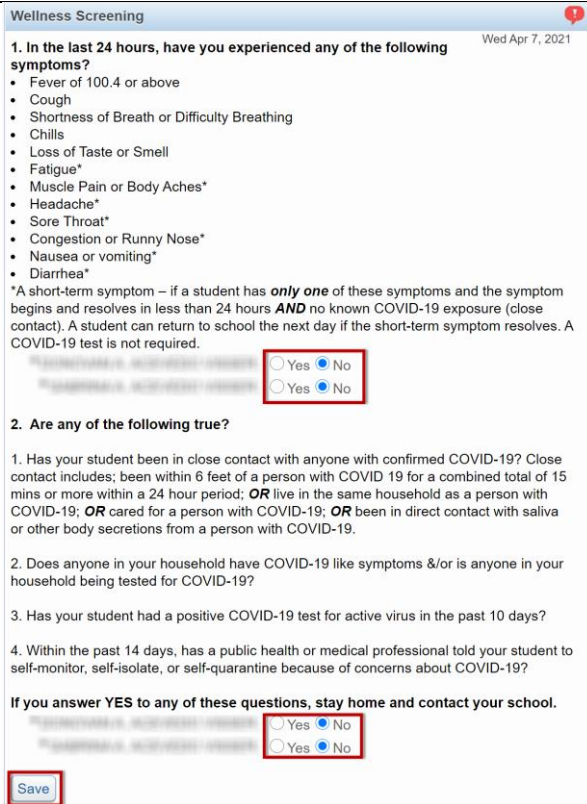 Wellness Screening
Wed Apr 7, 2021
1. In the last 24 hours, have you experienced any of the following
symptoms?
• Fever of 100.4 or above
• Cough
• Shortness of Breath or Difficulty Breathing
• Chills
• Loss of Taste or Smell
• Fatigue*
• Muscle Pain or Body Aches*
• Headache*
• Sore Throat*
• Congestion or Runny Nose*
• Nausea or vomiting*
• Diarrhea*
*A short-term symptom – if a student has only one of these symptoms and the symptom
begins and resolves in less than 24 hours AND no known COVID-19 exposure (close
contact). A student can return to school the next day if the short-term symptom resolves. A
COVID-19 test is not required.
Yes No
Yes No
2. Are any of the following true?
1. Has your student been in close contact with anyone with confirmed COVID-19? Close
contact includes; been within 6 feet of a person with COVID 19 for a combined total of 15
mins or more within a 24 hour period; OR live in the same household as a person with
COVID-19; OR cared for a person with COVID-19; OR been in direct contact with saliva
or other body secretions from a person with COVID-19.
2. Does anyone in your household have COVID-19 like symptoms &/or is anyone in your
household being tested for COVID-19?
3. Has your student had a positive COVID-19 test for active virus in the past 10 days?
4. Within the past 14 days, has a public health or medical professional told your student to
self-monitor, self-isolate, or self-quarantine because of concerns about COVID-19?
If you answer YES to any of these questions, stay home and contact your school.
Yes No
Yes No
Save